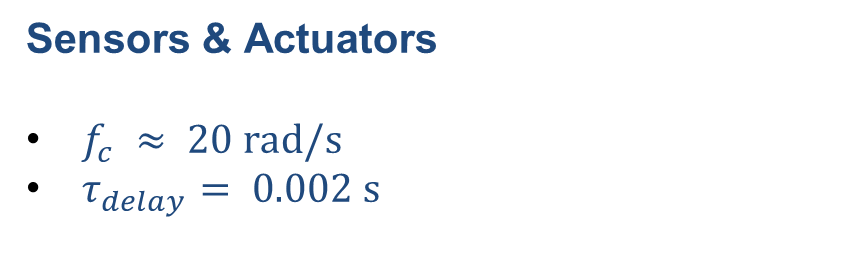 Sensors & Actuators
• f_c ≈ 20 rad/s
• τ_delay = 0.002 s